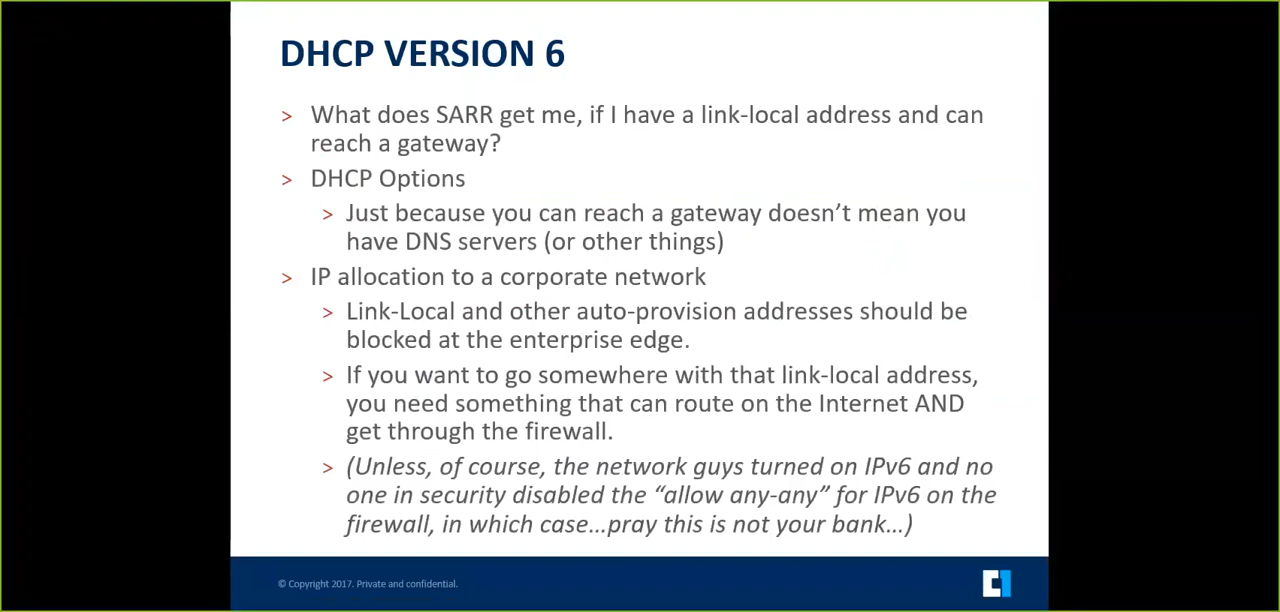 DHCP VERSION 6
> What does SARR get me, if I have a link-local address and can
reach a gateway?
> DHCP Options
> Just because you can reach a gateway doesn’t mean you
have DNS servers (or other things)
> IP allocation to a corporate network
> Link-Local and other auto-provision addresses should be
blocked at the enterprise edge.
> If you want to go somewhere with that link-local address,
you need something that can route on the Internet AND
get through the firewall.
> (Unless, of course, the network guys turned on IPv6 and no
one in security disabled the “allow any-any” for IPv6 on the
firewall, in which case…pray this is not your bank…)
© Copyright 2017. Private and confidential.